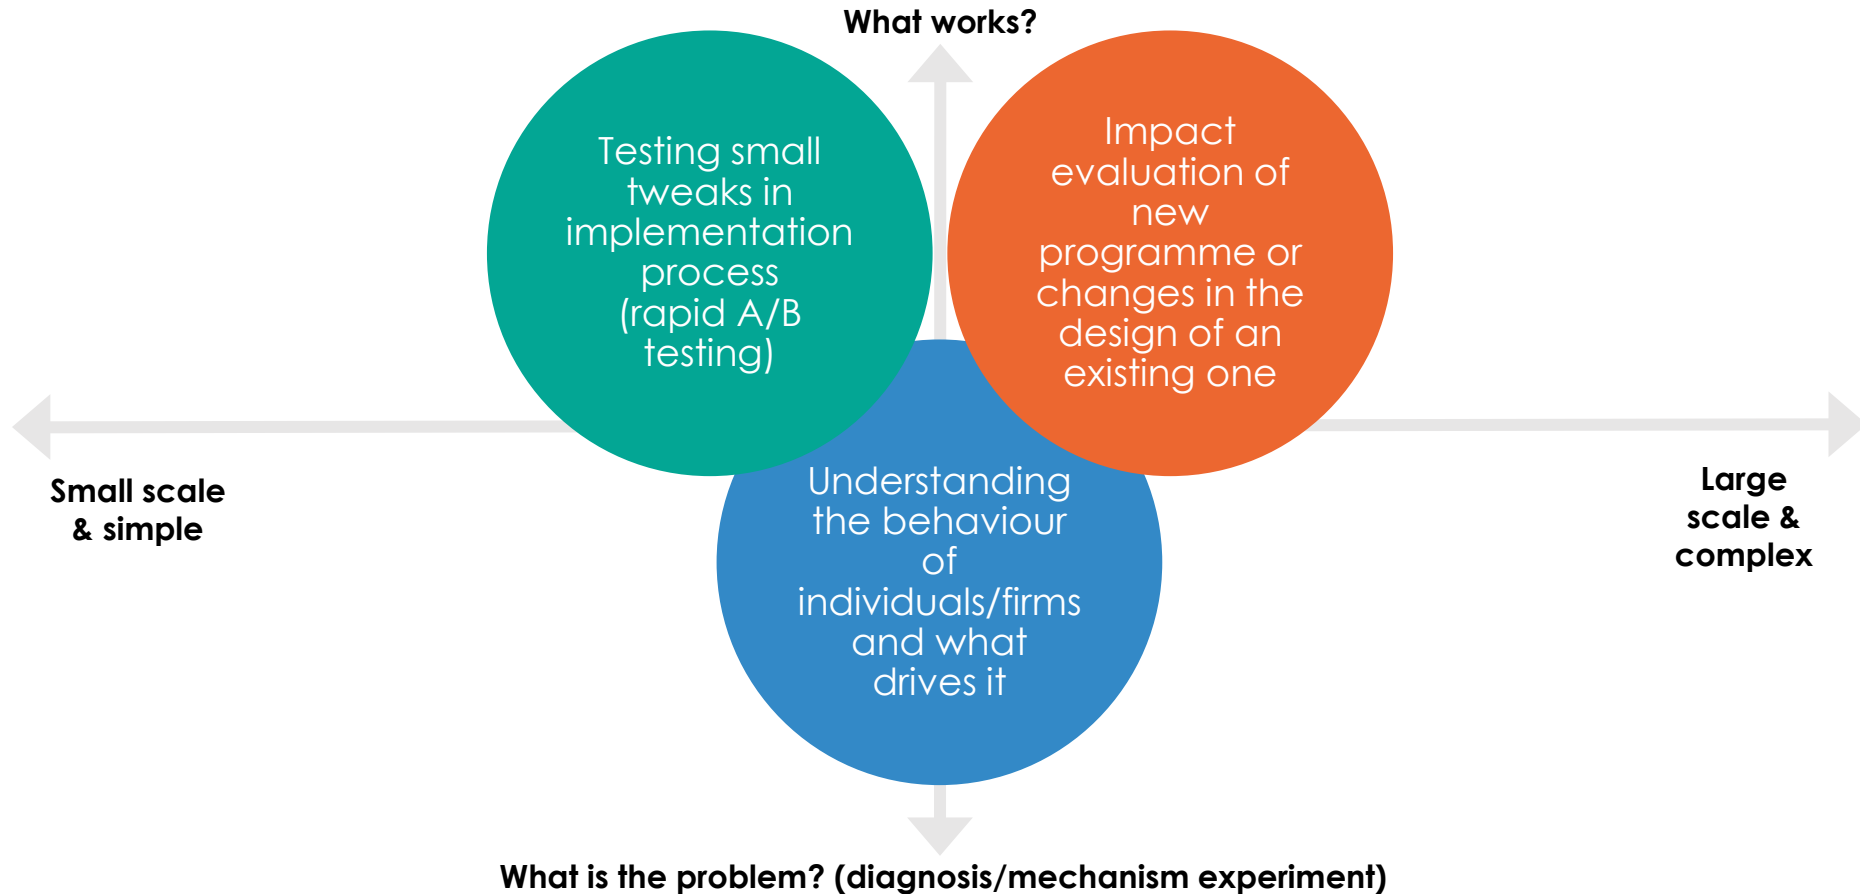 What works?
Testing small
tweaks in
implementation
process
(rapid A/B
testing)
Impact
evaluation of
new
programme or
changes in the
design of an
existing one
Small scale
& simple
Understanding
the behaviour
of
individuals/firms
and what
drives it
Large
scale &
complex
What is the problem? (diagnosis/mechanism experiment)